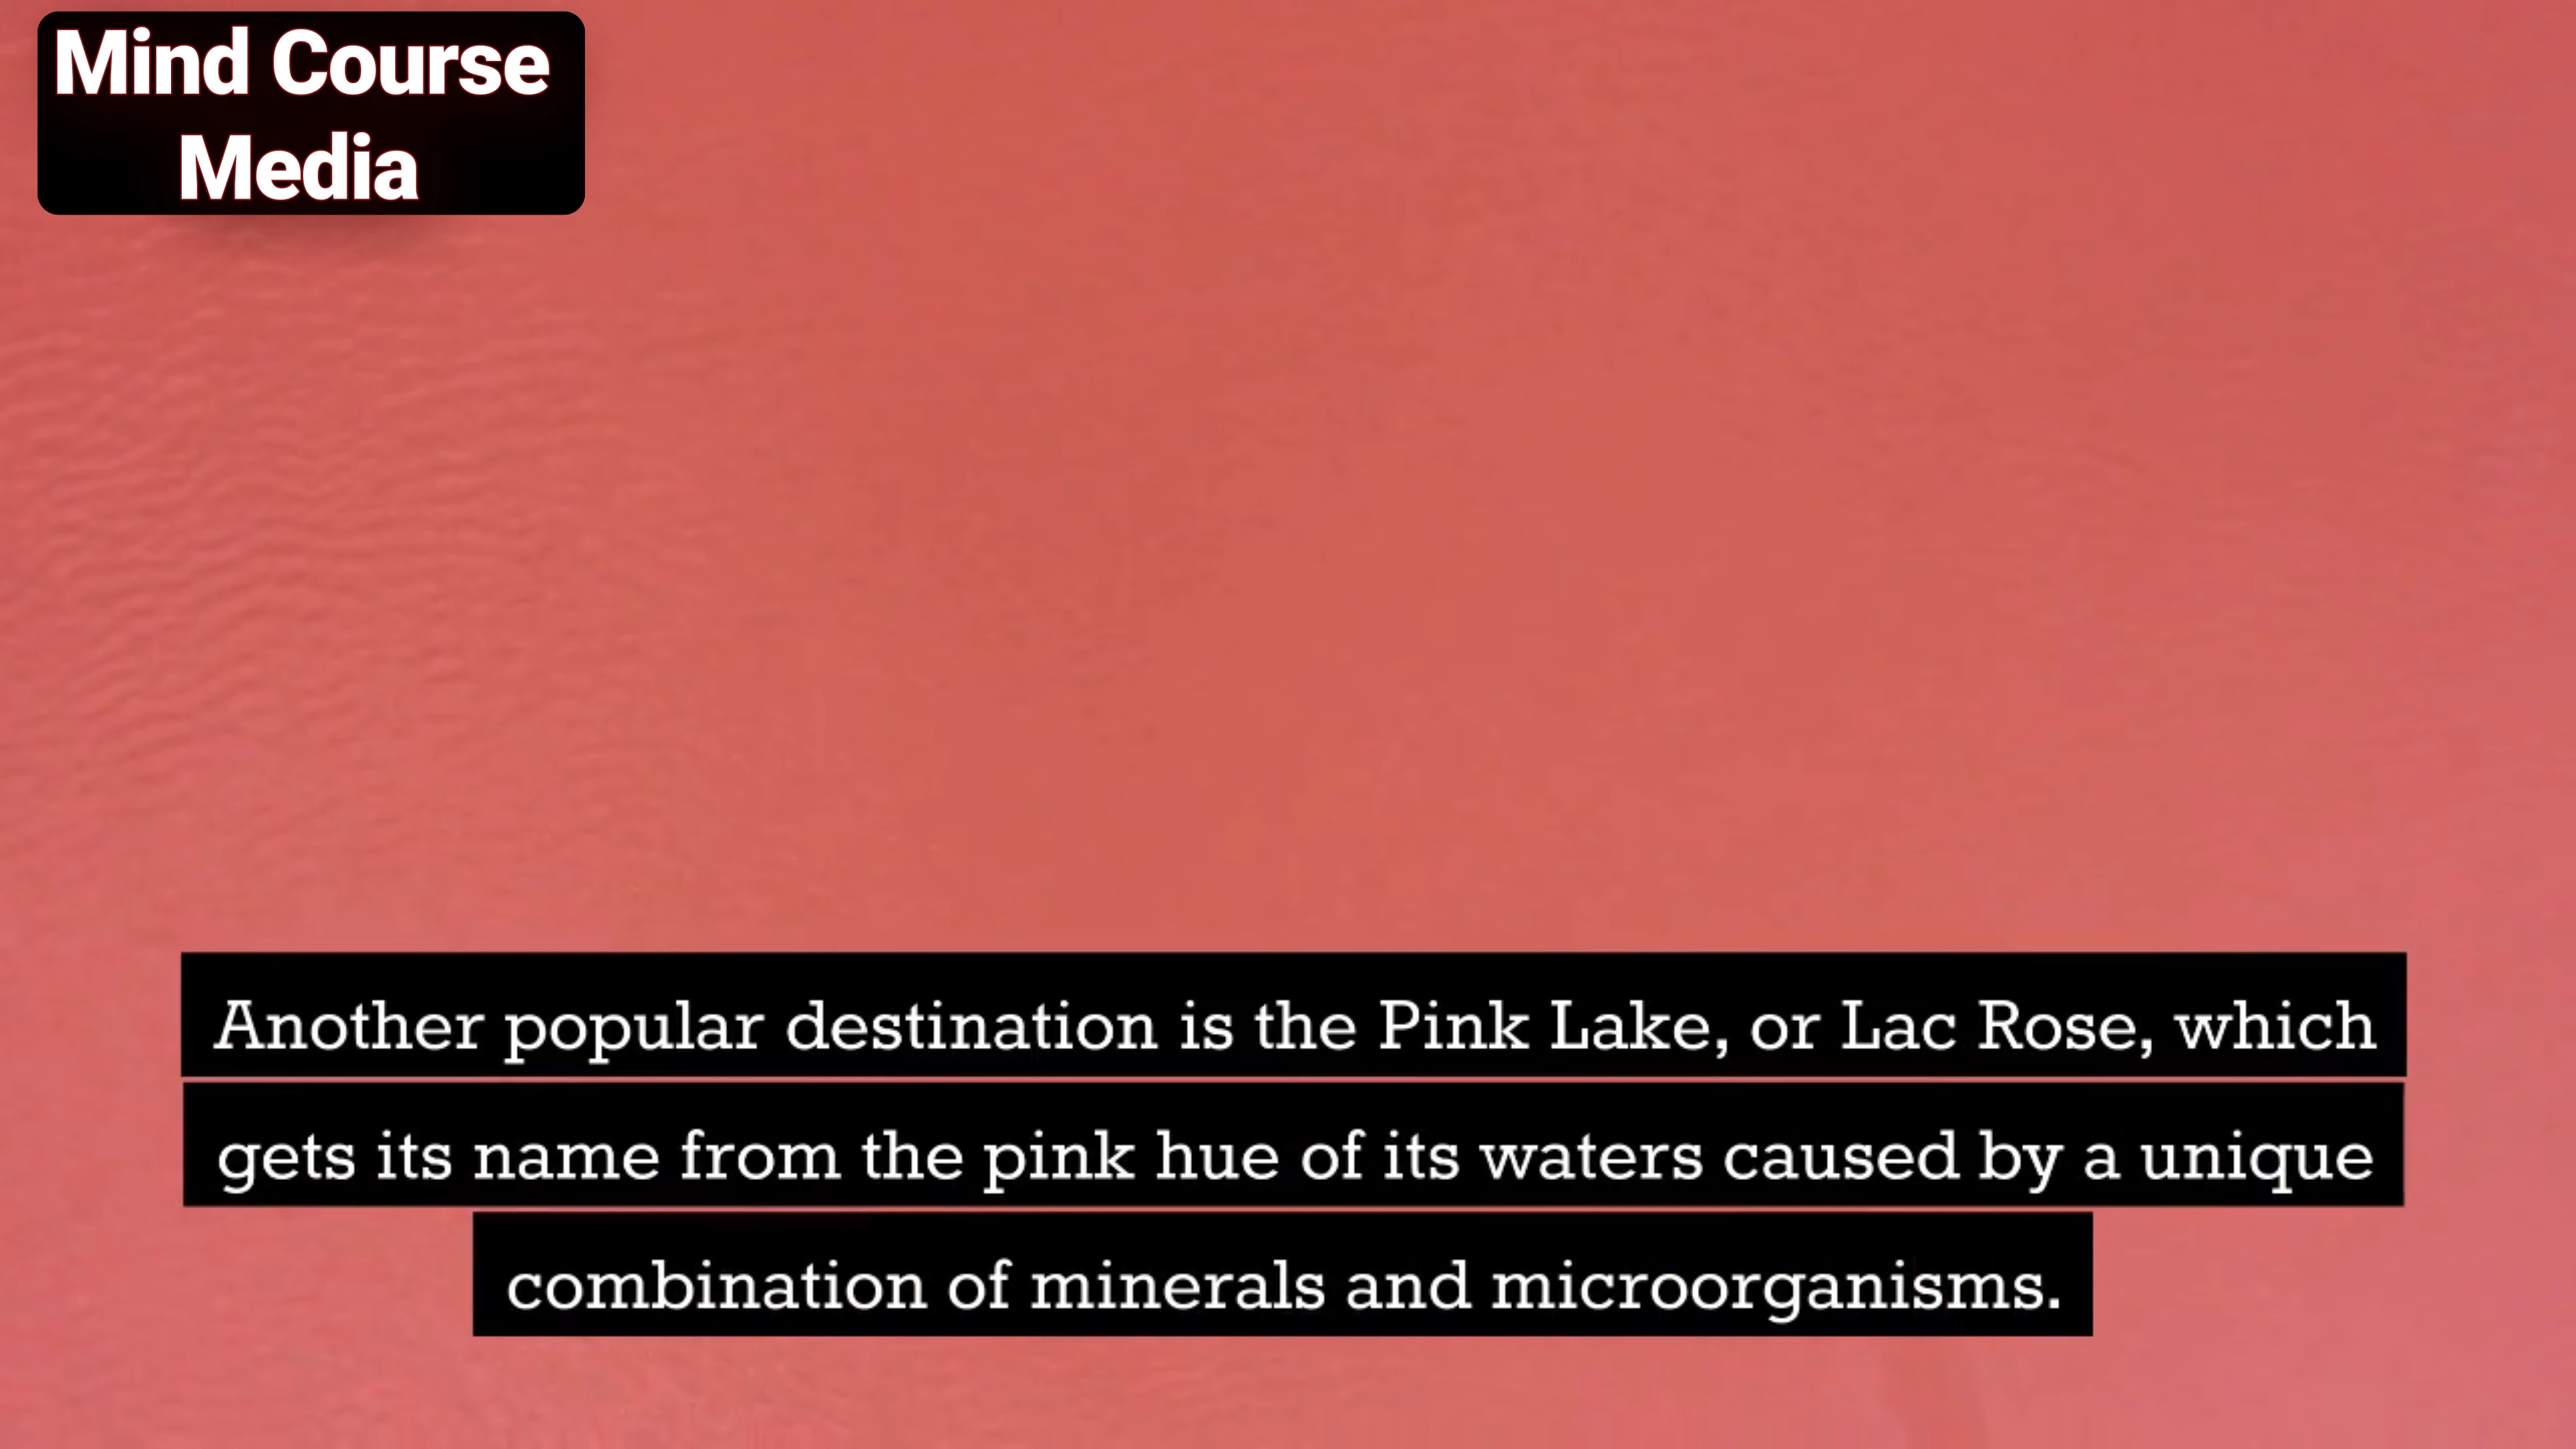 Mind Course
Media
Another popular destination is the Pink Lake, or Lac Rose, which
gets its name from the pink hue of its waters caused by a unique
combination of minerals and microorganisms.